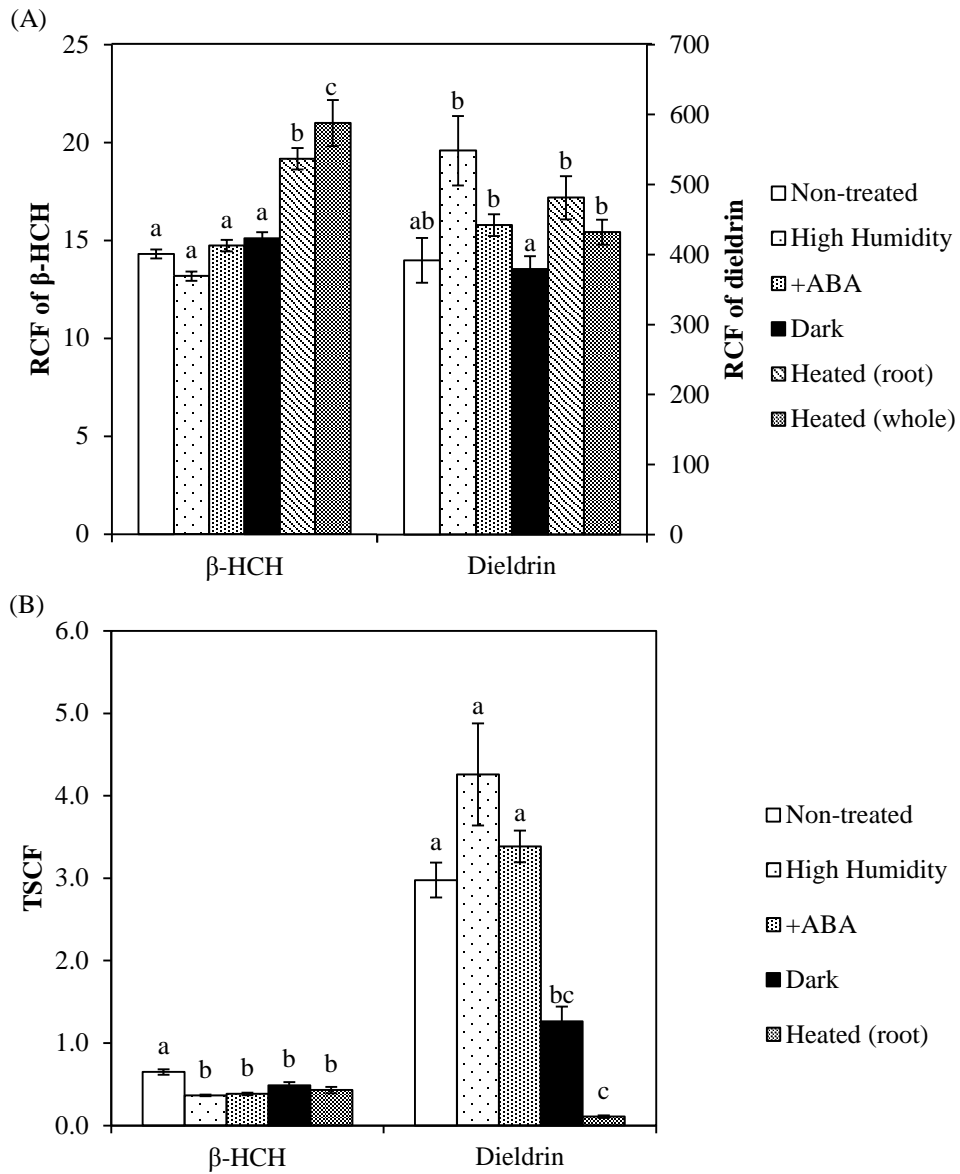 (A)
25
20
15
10
5
0
RCF of β-HCH
a
a
a
a
b
c
ab
b
b
a
b
b
700
600
500
400
300
200
100
0
RCF of dieldrin
β-HCH
Dieldrin
Non-treated
High Humidity
+ABA
Dark
Heated (root)
Heated (whole)
(B)
6.0
5.0
4.0
3.0
2.0
1.0
0.0
TSCF
a
b
b
b
b
a
a
a
bc
c
β-HCH
Dieldrin
Non-treated
High Humidity
+ABA
Dark
Heated (root)